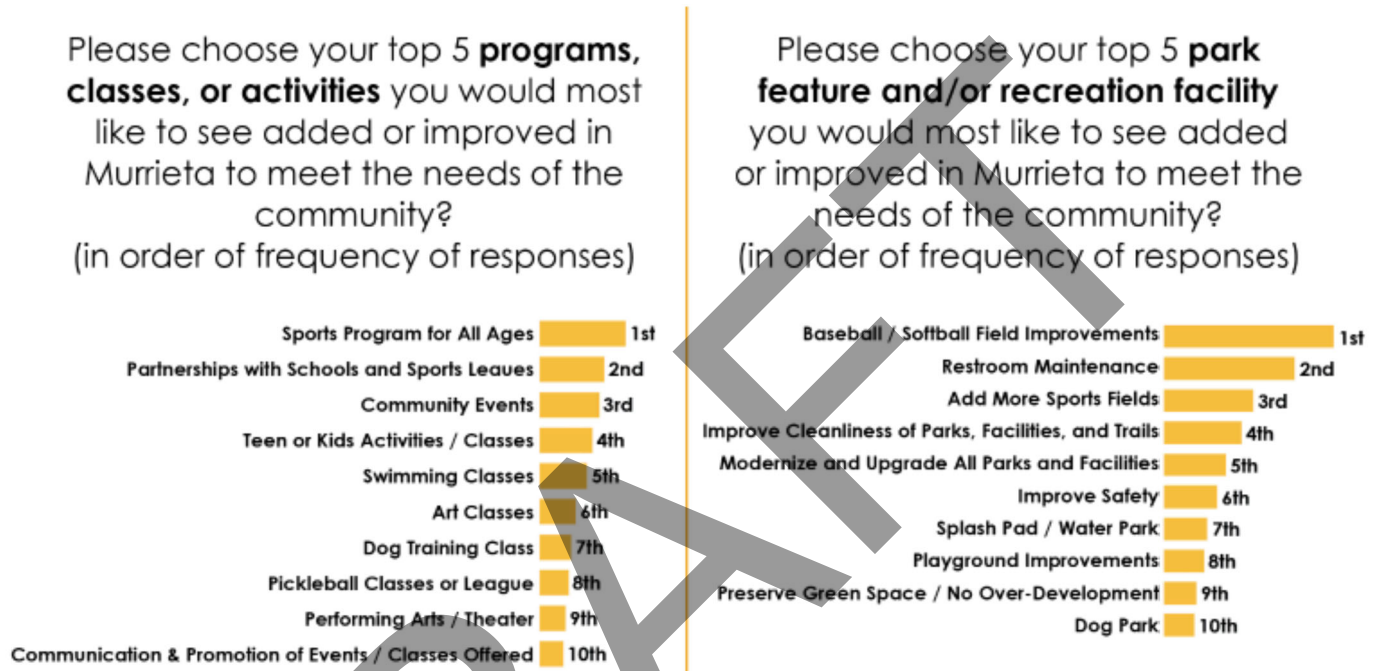 Please choose your top 5 programs,
classes, or activities you would most
like to see added or improved in
Murrieta to meet the needs of the
community?
(in order of frequency of responses)
Sports Program for All Ages 1st
Partnerships with Schools and Sports Leaues 2nd
Community Events 3rd
Teen or Kids Activities / Classes 4th
Swimming Classes 5th
Art Classes 6th
Dog Training Class 7th
Pickleball Classes or League 8th
Performing Arts / Theater 9th
Communication & Promotion of Events / Classes Offered 10th
Please choose your top 5 park
feature and/or recreation facility
you would most like to see added
or improved in Murrieta to meet the
needs of the community?
(in order of frequency of responses)
Baseball / Softball Field Improvements 1st
Restroom Maintenance 2nd
Add More Sports Fields 3rd
Improve Cleanliness of Parks, Facilities, and Trails 4th
Modernize and Upgrade All Parks and Facilities 5th
Improve Safety 6th
Splash Pad / Water Park 7th
Playground Improvements 8th
Preserve Green Space / No Over-Development 9th
Dog Park 10th
RAFT